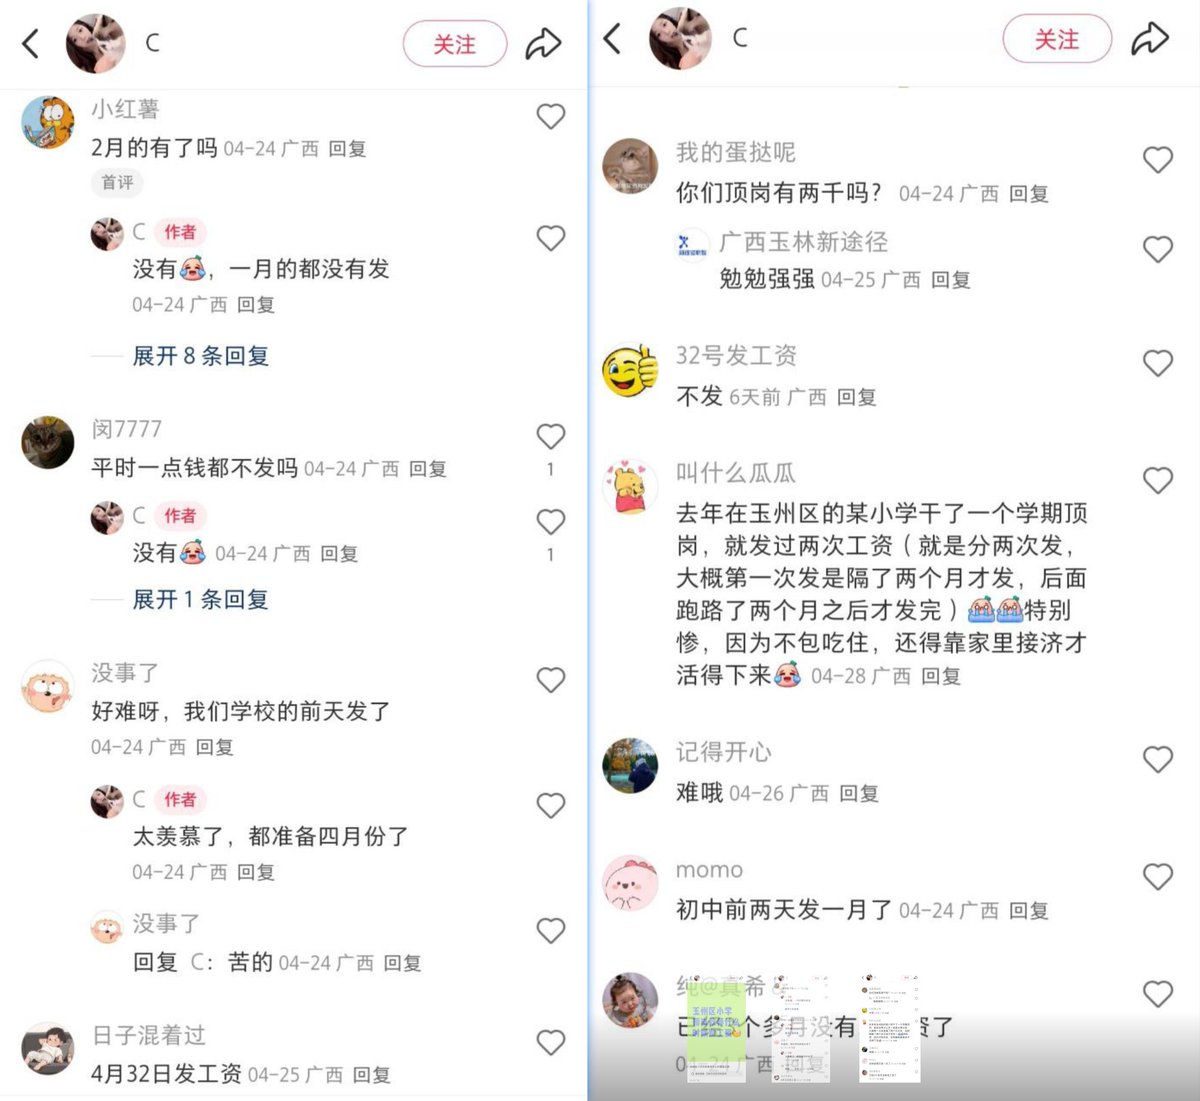 C
关注
小红薯
2月的有了吗 04-24 广西 回复
首评
C 作者
没有，一月的都没有发
04-24 广西 回复
展开 8 条回复
闵7777
平时一点钱都不发吗 04-24 广西 回复
1
C 作者
没有 04-24 广西 回复
1
展开 1 条回复
没事了
好难呀，我们学校的前天发了
04-24 广西 回复
C 作者
太羡慕了，都准备四月份了
04-24 广西 回复
没事了
回复 C：苦的 04-24 广西 回复
日子混着过
4月32日发工资 04-25 广西 回复
C
关注
我的蛋挞呢
你们顶岗有两千吗？ 04-24 广西 回复
广西玉林新途径
勉勉强强 04-25 广西 回复
32号发工资
不发 6天前 广西 回复
叫什么瓜瓜
去年在玉州区的某小学干了一个学期顶
岗，就发过两次工资（就是分两次发，
大概第一次发是隔了两个月才发，后面
跑路了两个月之后才发完）特别
惨，因为不包吃住，还得靠家里接济才
活得下来 04-28 广西 回复
记得开心
难哦 04-26 广西 回复
momo
初中前两天发一月了 04-24 广西 回复
纯@真希
个多月没有 资了
04-24 广西 回复
玉州区小学